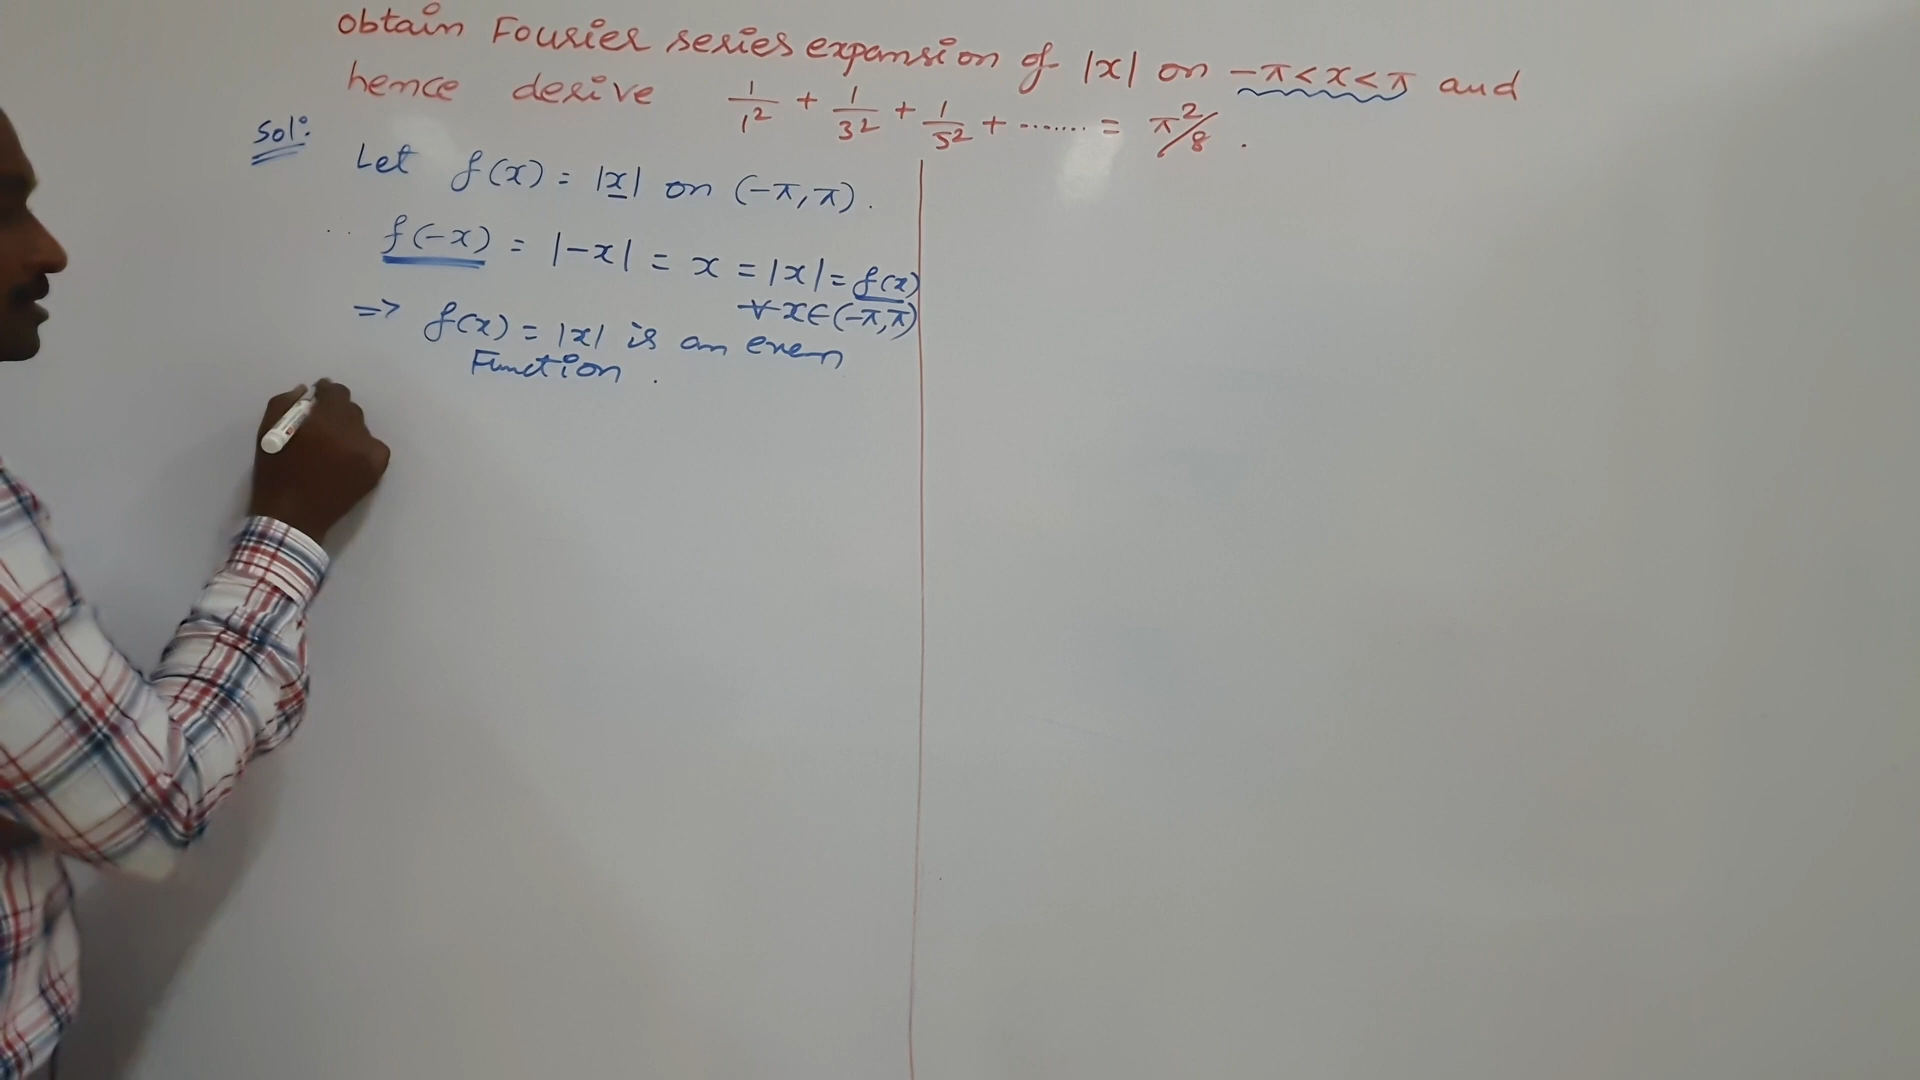 obtain Fourier series expansion of |x| on -π<x<π and
hence derive 1/1² + 1/3² + 1/5² + ....... = π²/8 .
Sol:
Let f(x) = |x| on (-π,π).
f(-x) = |-x| = x = |x| = f(x)
∀ x∈(-π,π)
=> f(x) = |x| is an even
Function .